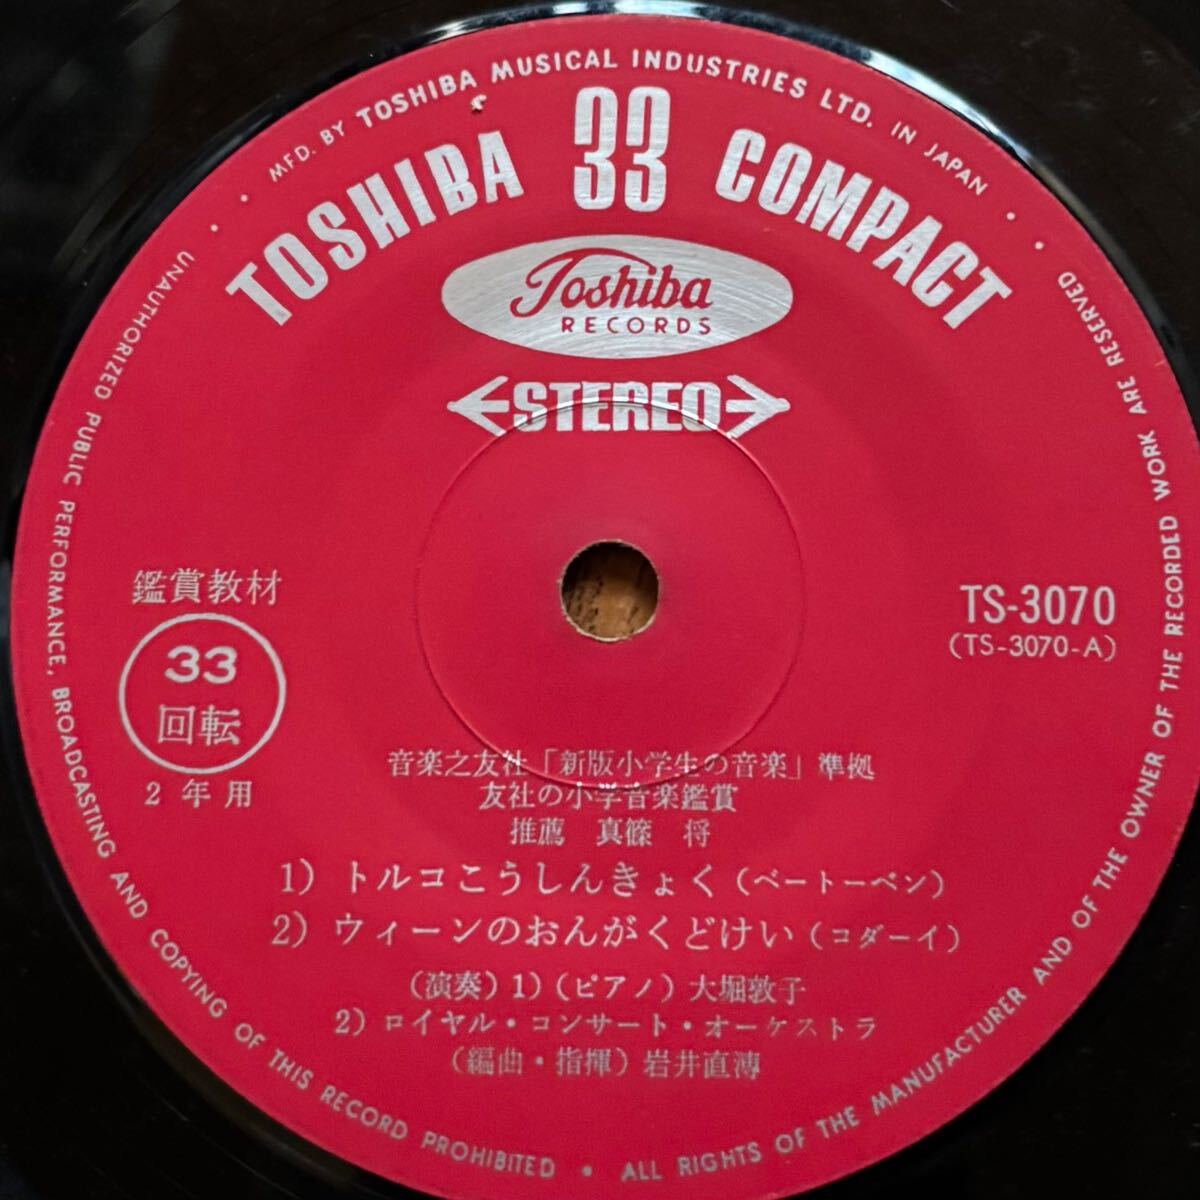 MFD. BY TOSHIBA MUSICAL INDUSTRIES LTD. IN JAPAN
TOSHIBA 33 COMPACT
Toshiba
RECORDS
STEREO
鑑賞教材
33
回転
2年用
TS-3070
(TS-3070-A)
音楽之友社「新版小学生の音楽」準拠
友社の小学音楽鑑賞
推薦 真篠 将
1) トルコこうしんきょく(ベートーベン)
2) ウィーンのおんがくどけい(コダーイ)
(演奏) 1) (ピアノ) 大堀敦子
2) ロイヤル・コンサート・オーケストラ
(編曲・指揮) 岩井直溥
UNAUTHORIZED PUBLIC PERFORMANCE, BROADCASTING AND COPYING OF THIS RECORD PROHIBITED • ALL RIGHTS OF THE MANUFACTURER AND OF THE OWNER OF THE RECORDED WORK ARE RESERVED